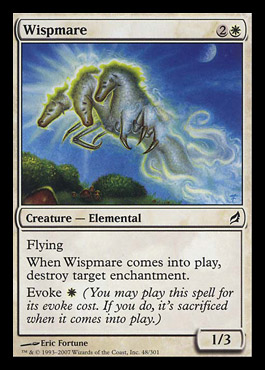 Wispmare 2
Creature — Elemental
Flying
When Wispmare comes into play,
destroy target enchantment.
Evoke (You may play this spell for
its evoke cost. If you do, it's sacrificed
when it comes into play.)
1/3
Eric Fortune
™ & © 1993-2007 Wizards of the Coast, Inc. 48/301